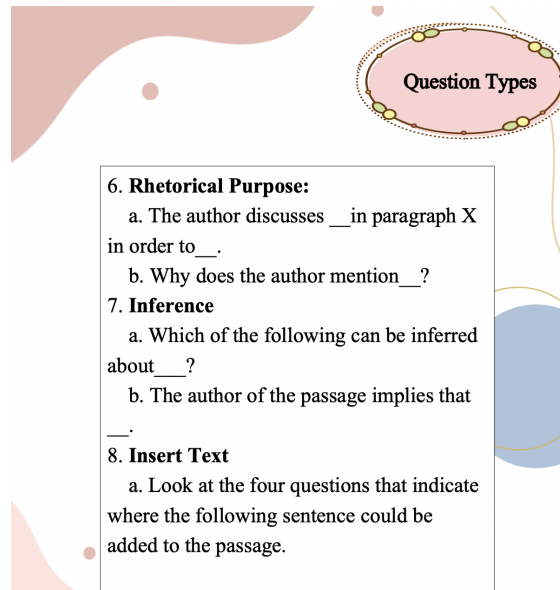 Question Types
6. Rhetorical Purpose:
a. The author discusses __in paragraph X
in order to__.
b. Why does the author mention__?
7. Inference
a. Which of the following can be inferred
about___?
b. The author of the passage implies that
__.
8. Insert Text
a. Look at the four questions that indicate
where the following sentence could be
added to the passage.